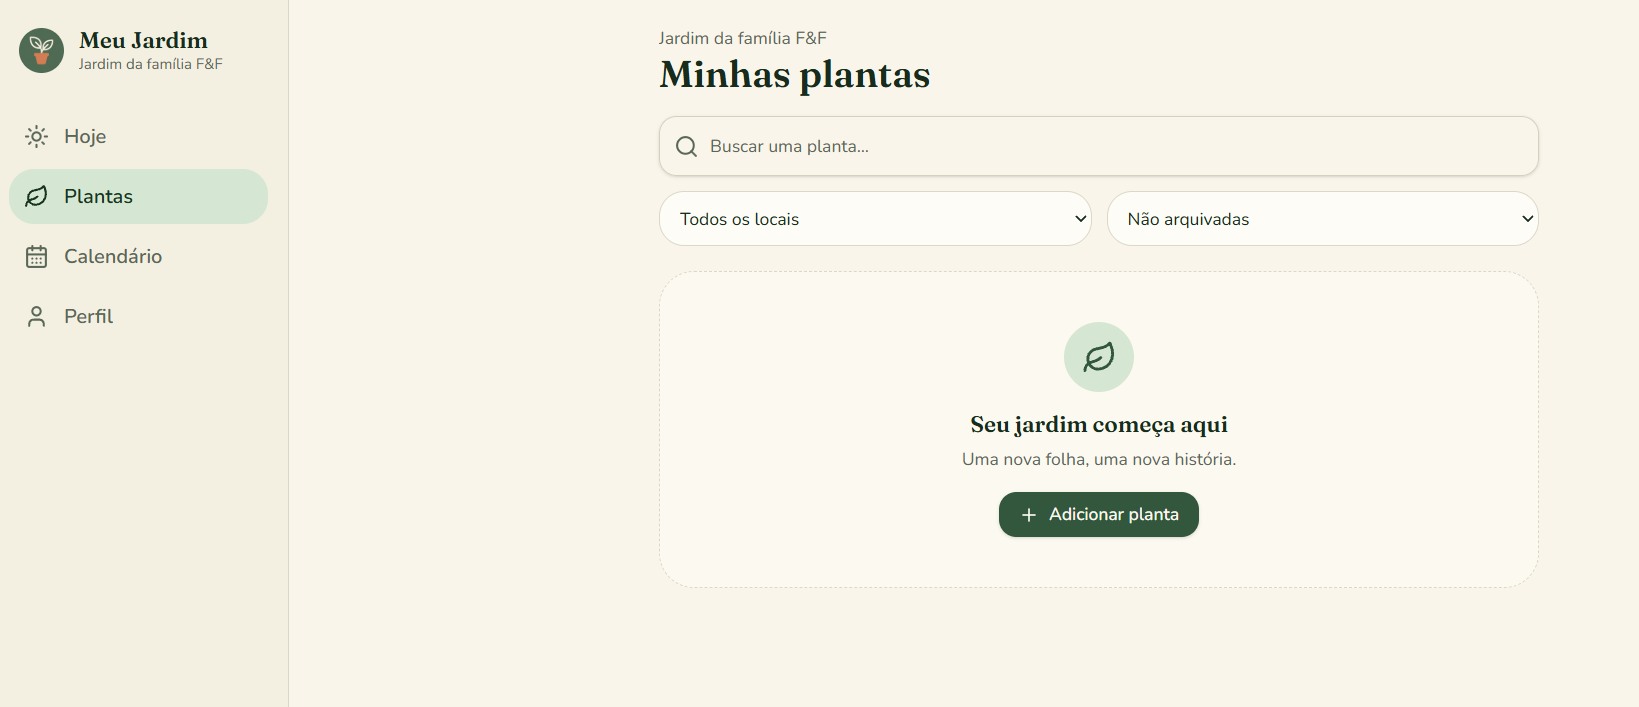 Meu Jardim
Jardim da família F&F
Hoje
Plantas
Calendário
Perfil
Jardim da família F&F
Minhas plantas
Buscar uma planta...
Todos os locais
Não arquivadas
Seu jardim começa aqui
Uma nova folha, uma nova história.
Adicionar planta